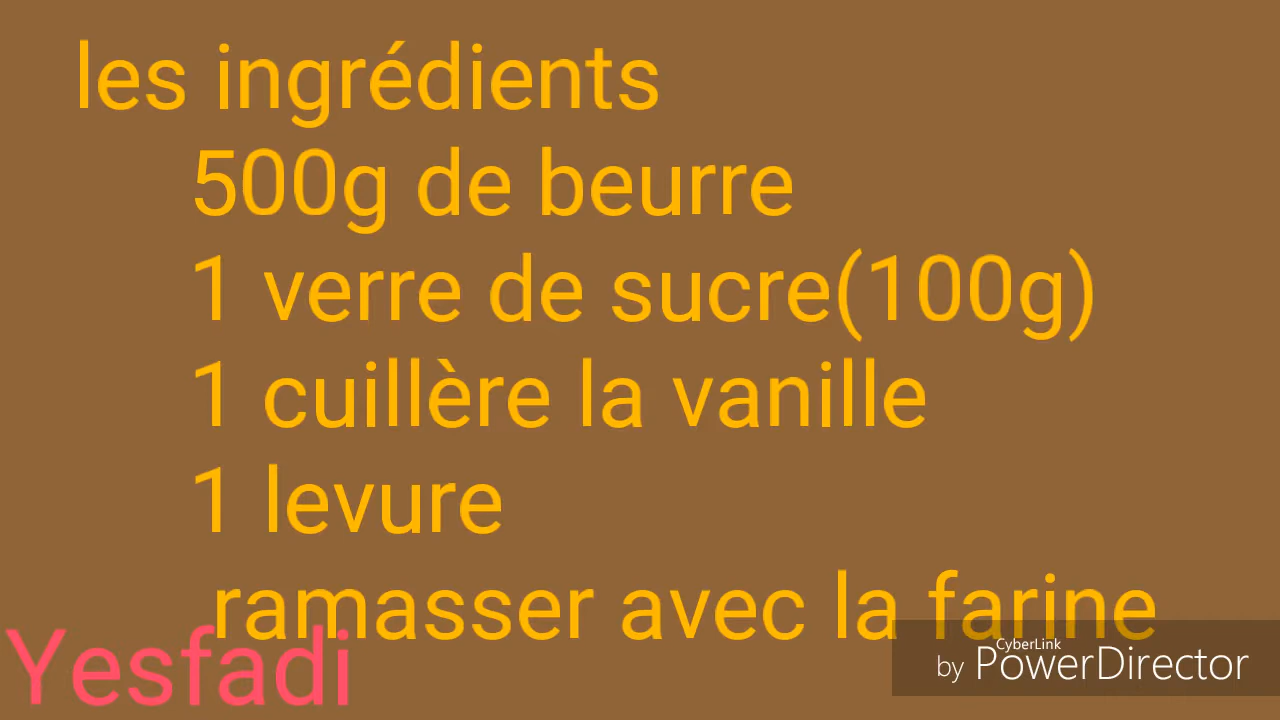 les ingrédients
500g de beurre
1 verre de sucre(100g)
1 cuillère la vanille
1 levure
ramasser avec la farine
Yesfadi
CyberLink
by PowerDirector